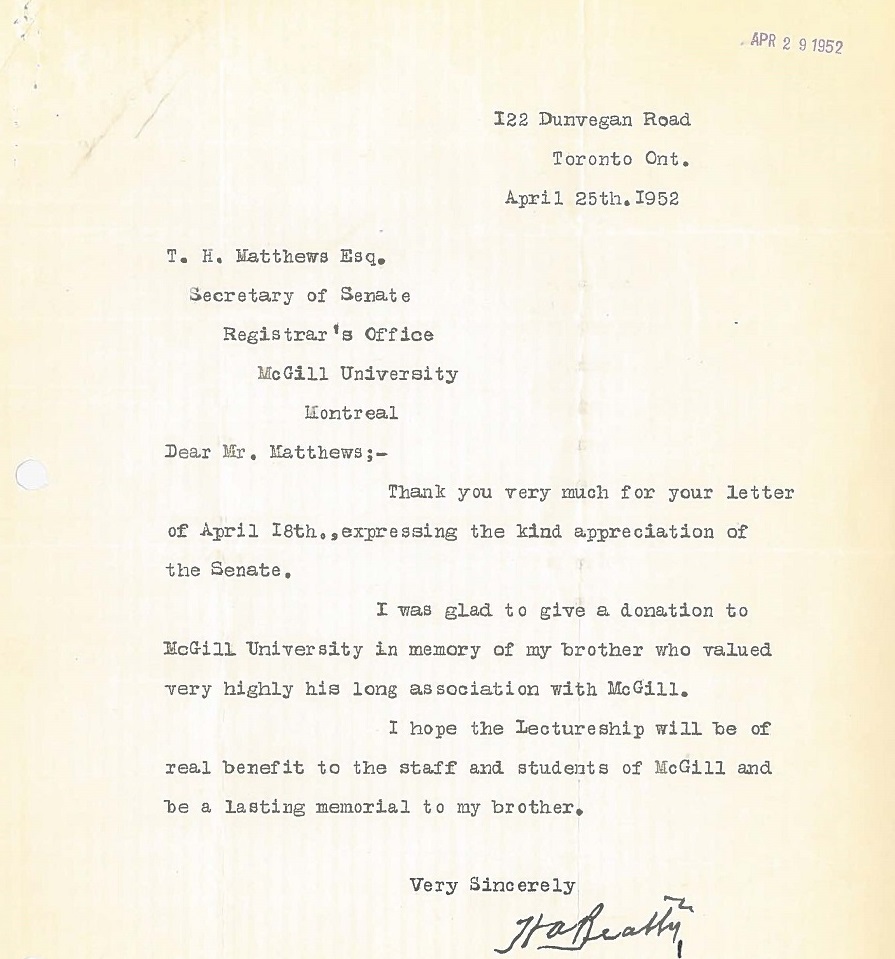 APR 29 1952
122 Dunvegan Road
Toronto Ont.
April 25th.1952
T. H. Matthews Esq.
Secretary of Senate
Registrar's Office
McGill University
Montreal
Dear Mr. Matthews;-
Thank you very much for your letter
of April 18th.,expressing the kind appreciation of
the Senate.
I was glad to give a donation to
McGill University in memory of my brother who valued
very highly his long association with McGill.
I hope the Lectureship will be of
real benefit to the staff and students of McGill and
be a lasting memorial to my brother.
Very Sincerely
HABeatty